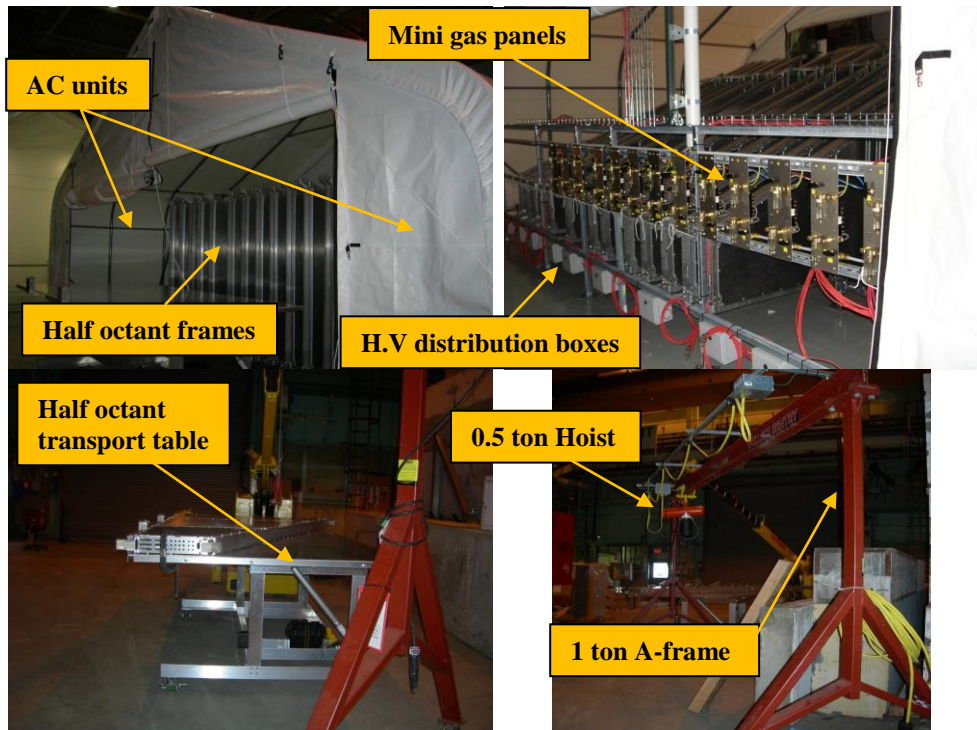 AC units
Mini gas panels
Half octant frames
H.V distribution boxes
Half octant
transport table
0.5 ton Hoist
1 ton A-frame